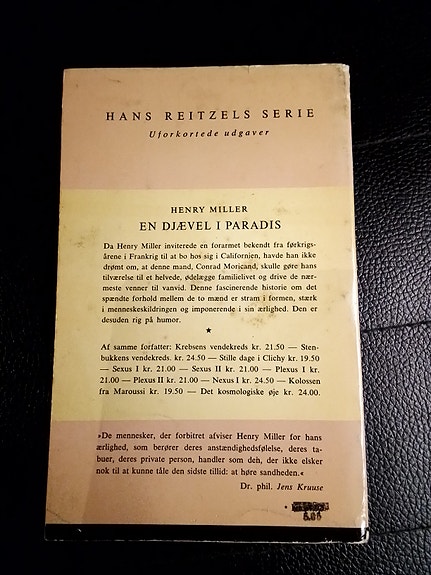 HANS REITZELS SERIE
Uforkortede udgaver
HENRY MILLER
EN DJÆVEL I PARADIS
Da Henry Miller inviterede en forarmet bekendt fra førkrigs-
årene i Frankrig til at bo hos sig i Californien, havde han ikke
drømt om, at denne mand, Conrad Moricand, skulle gøre hans
tilværelse til et helvede, ødelægge familielivet og drive de nær-
meste venner til vanvid. Denne fascinerende historie om det
spændte forhold mellem de to mænd er stram i formen, stærk
i menneskeskildringen og imponerende i sin ærlighed. Den er
desuden rig på humor.
★
Af samme forfatter: Krebsens vendekreds kr. 21.50 — Sten-
bukkens vendekreds. kr. 24.50 — Stille dage i Clichy kr. 19.50
— Sexus I kr. 21.00 — Sexus II kr. 21.00 — Plexus I kr.
21.00 — Plexus II kr. 21.00 — Nexus I kr. 24.50 — Kolossen
fra Maroussi kr. 19.50 — Det kosmologiske øje kr. 24.00.
»De mennesker, der forbitret afviser Henry Miller for hans
ærlighed, som berører deres anstændighedsfølelse, deres ta-
buer, deres private person, handler som den, der ikke elsker
nok til at kunne tåle den sidste tillid: at høre sandheden.«
Dr. phil. Jens Kruuse